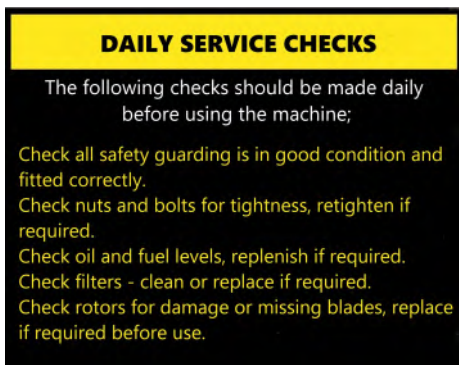 DAILY SERVICE CHECKS
The following checks should be made daily
before using the machine;
Check all safety guarding is in good condition and
fitted correctly.
Check nuts and bolts for tightness, retighten if
required.
Check oil and fuel levels, replenish if required.
Check filters - clean or replace if required.
Check rotors for damage or missing blades, replace
if required before use.